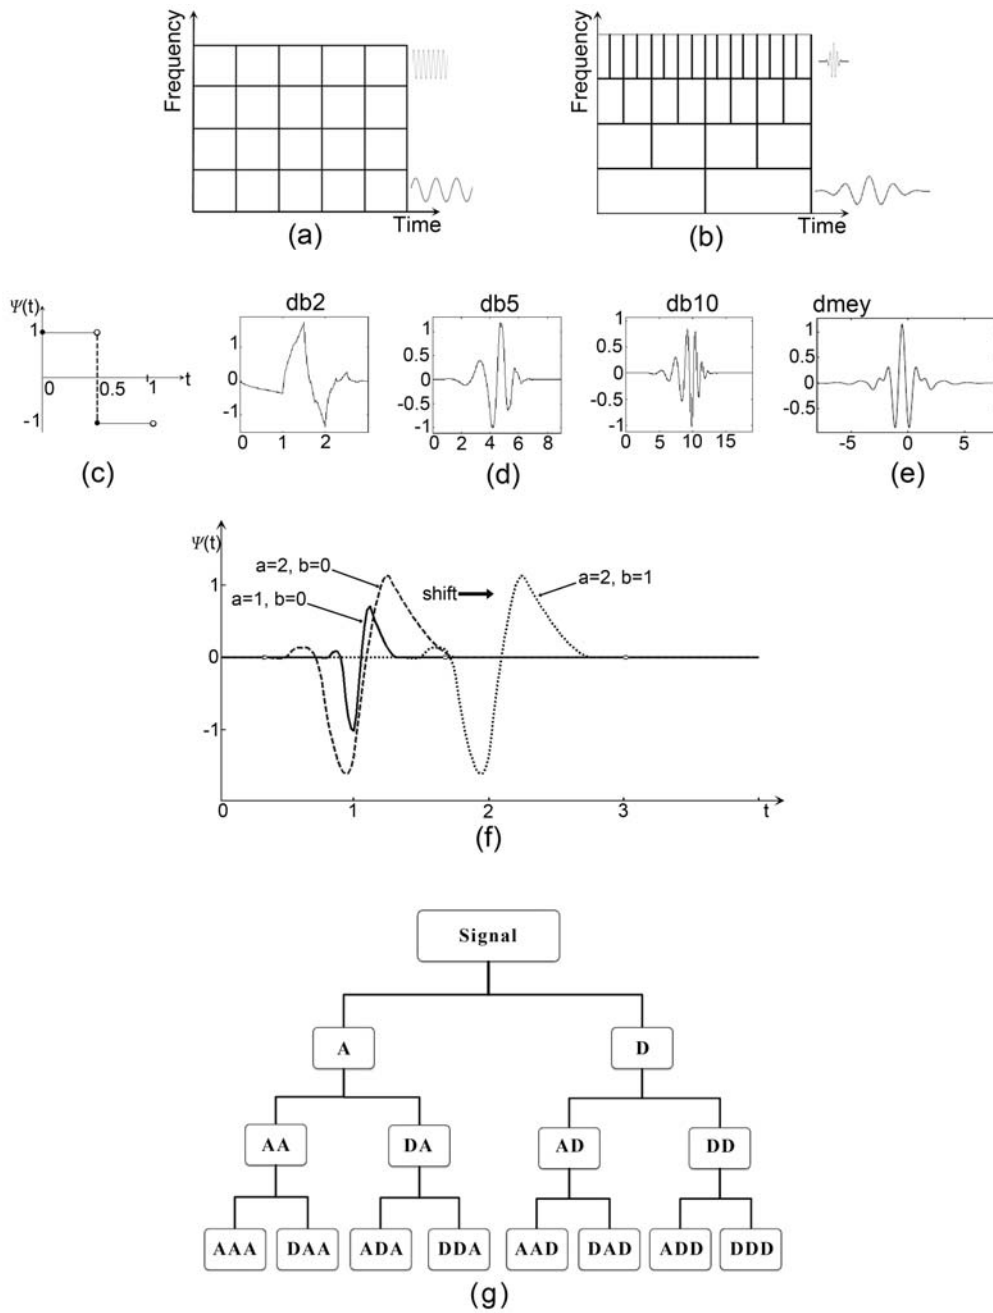 Frequency
Time
(a)
Frequency
Time
(b)
Ψ(t)
1
0
0.5
1
t
-1
(c)
db2
1
0
-1
0
1
2
db5
1
0.5
0
-0.5
-1
0 2 4 6 8
(d)
db10
1
0.5
0
-0.5
-1
0 5 10 15
dmey
1
0.5
0
-0.5
-5 0 5
(e)
Ψ(t)
a=2, b=0
a=1, b=0
shift
a=2, b=1
1
0
-1
0 1 2 3 t
(f)
Signal
A D
AA DA AD DD
AAA DAA ADA DDA AAD DAD ADD DDD
(g)